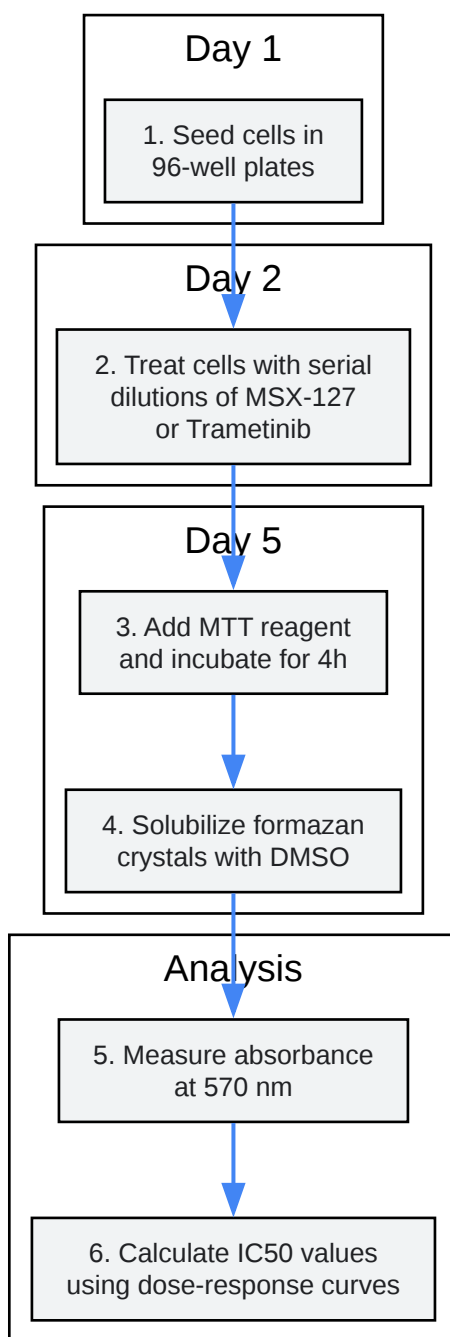 Day 1
1. Seed cells in
96-well plates
Day 2
2. Treat cells with serial
dilutions of MSX-127
or Trametinib
Day 5
3. Add MTT reagent
and incubate for 4h
4. Solubilize formazan
crystals with DMSO
Analysis
5. Measure absorbance
at 570 nm
6. Calculate IC50 values
using dose-response curves